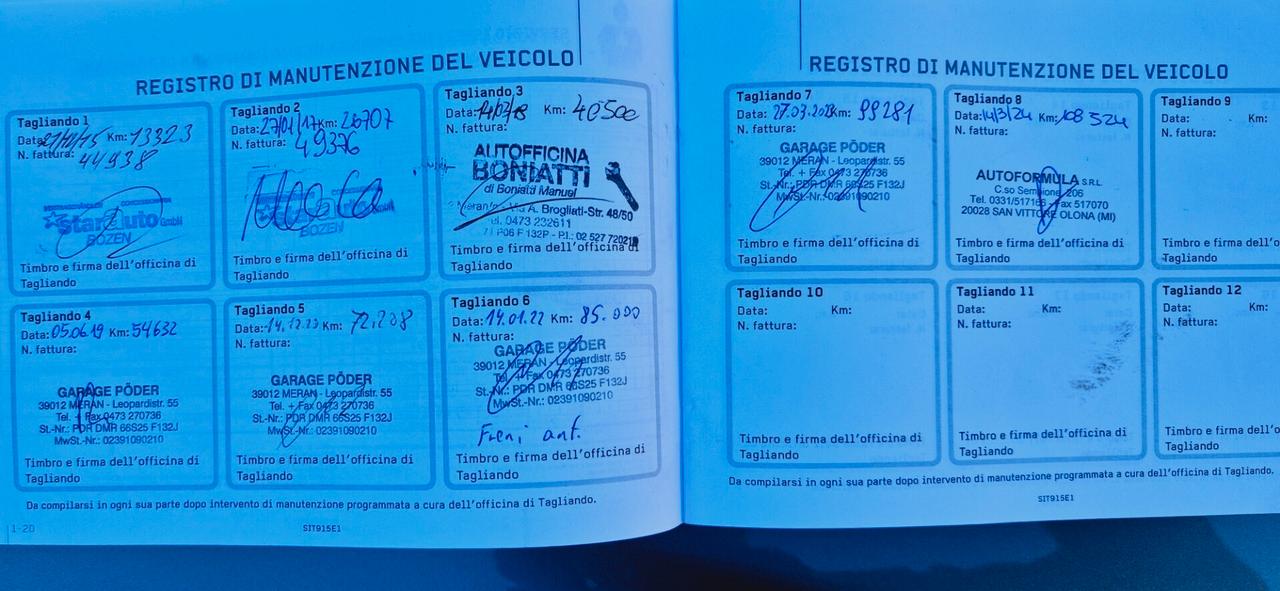 REGISTRO DI MANUTENZIONE DEL VEICOLO
Tagliando 1
Data: Km: 13323
N. fattura:
44938
starauto GmbH
BOZEN
Timbro e firma dell'officina di
Tagliando
Tagliando 2
Data: 27/01/17 Km: 26707
N. fattura: 49376
GmbH
BOZEN
Timbro e firma dell'officina di
Tagliando
Tagliando 3
Data: Km: 40500
N. fattura:
AUTOFFICINA
BONIATTI
di Boniatti Manuel
A. Brogliati-Str. 48/50
0473 232611
P06 F 132P - P.I.: 02 527
Timbro e firma dell'officina di
Tagliando
Tagliando 4
Data: 05.06.19 Km: 54632
N. fattura:
GARAGE PÖDER
39012 MERAN - Leopardistr. 55
Tel. + Fax 0473 270736
St.-Nr.: PDR DMR 66S25 F132J
MwSt.-Nr.: 02391090210
Timbro e firma dell'officina di
Tagliando
Tagliando 5
Data: Km: 72.208
N. fattura:
GARAGE PÖDER
39012 MERAN - Leopardistr. 55
Tel. + Fax 0473 270736
St.-Nr.: PDR DMR 66S25 F132J
MwSt.-Nr.: 02391090210
Timbro e firma dell'officina di
Tagliando
Tagliando 6
Data: 14.01.22 Km: 85.000
N. fattura:
GARAGE PÖDER
39012 MERAN - Leopardistr. 55
Tel. + Fax 0473 270736
St.-Nr.: PDR DMR 66S25 F132J
MwSt.-Nr.: 02391090210
Freni ant.
Timbro e firma dell'officina di
Tagliando
Da compilarsi in ogni sua parte dopo intervento di manutenzione programmata a cura dell'officina di Tagliando.
1-20
SIT915E1
REGISTRO DI MANUTENZIONE DEL VEICOLO
Tagliando 7
Data: 27.03.2023 Km: 99281
N. fattura:
GARAGE PÖDER
39012 MERAN - Leopardistr. 55
Tel. + Fax 0473 270736
St.-Nr.: PDR DMR 66S25 F132J
MwSt.-Nr.: 02391090210
Timbro e firma dell'officina di
Tagliando
Tagliando 8
Data: 14/3/24 Km: 108524
N. fattura:
AUTOFORMULA S.R.L.
C.so Sempione, 206
Tel. 0331/517166 - Fax 517070
20028 SAN VITTORE OLONA (MI)
Timbro e firma dell'officina di
Tagliando
Tagliando 9
Data: Km:
N. fattura:
Timbro e firma dell'o
Tagliando
Tagliando 10
Data: Km:
N. fattura:
Timbro e firma dell'officina di
Tagliando
Tagliando 11
Data: Km:
N. fattura:
Timbro e firma dell'officina di
Tagliando
Tagliando 12
Data: Km:
N. fattura:
Timbro e firma dell'o
Tagliando
Da compilarsi in ogni sua parte dopo intervento di manutenzione programmata a cura dell'officina di Tagliando.
SIT915E1